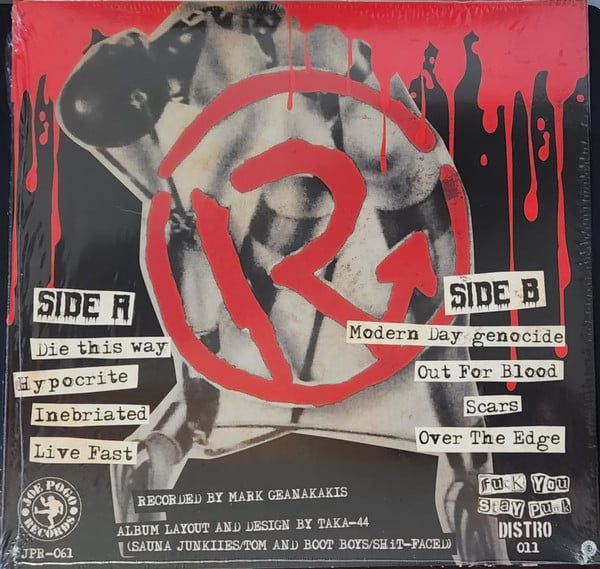 R
SIDE A
Die this way
Hypocrite
Inebriated
Live Fast
SIDE B
Modern Day genocide
Out For Blood
Scars
Over The Edge
JOE POGO
RECORDS
JPR-061
RECORDED BY MARK GEANAKAKIS
ALBUM LAYOUT AND DESIGN BY TAKA-44
(SAUNA JUNKIIES/TOM AND BOOT BOYS/SHiT-FACED)
Fuck You
Stay Punk
DISTRO
011